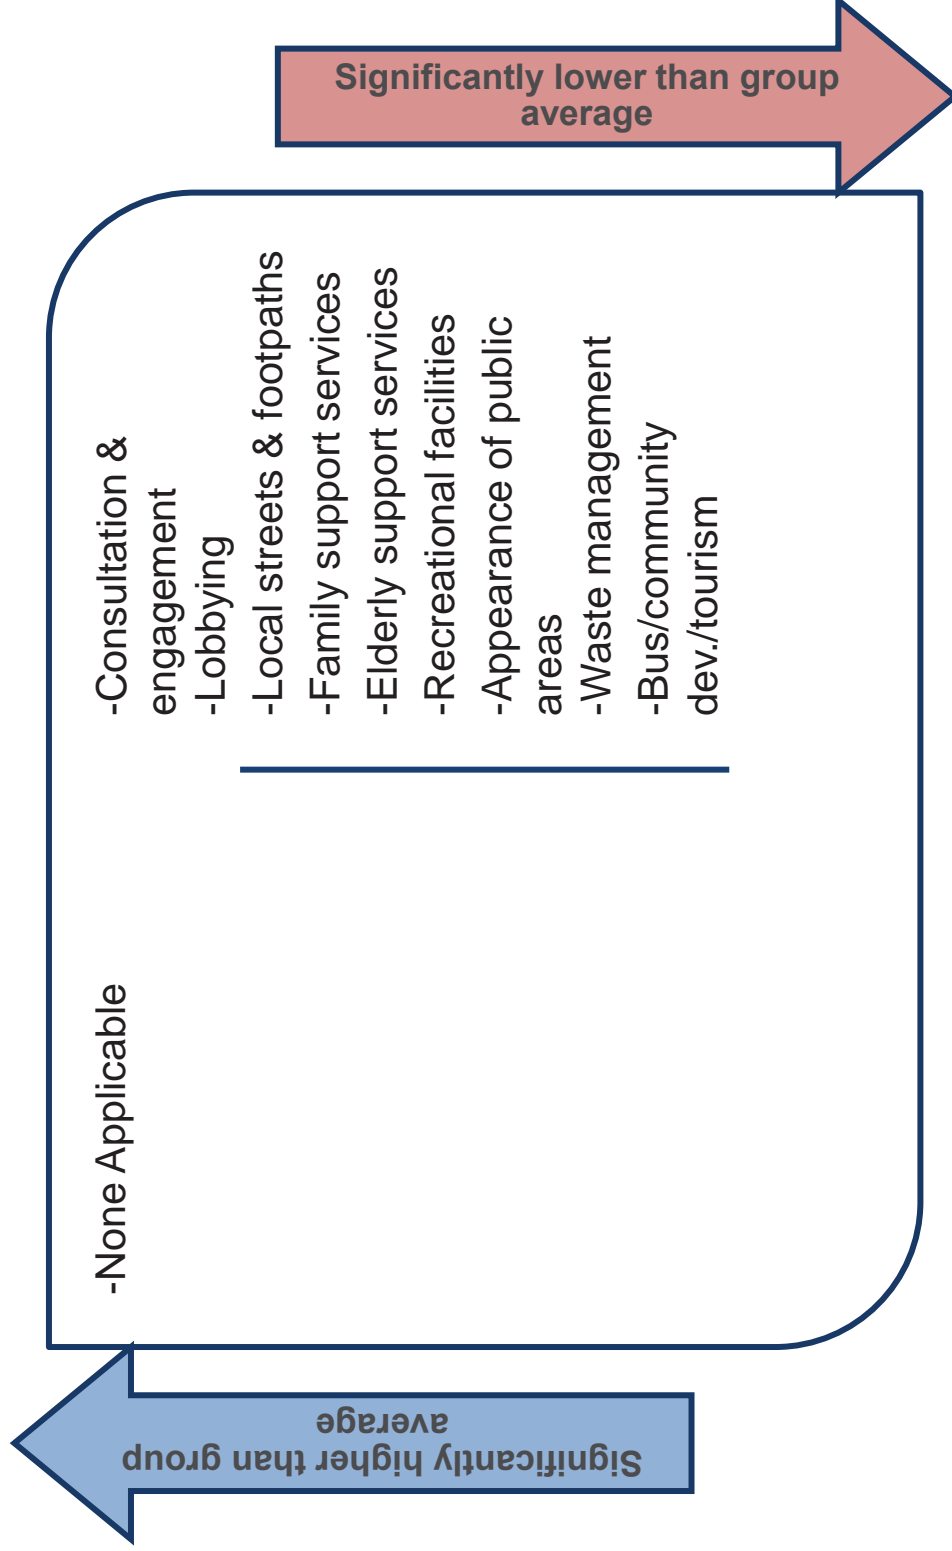 Significantly higher than group
average
-None Applicable
-Consultation &
engagement
-Lobbying
-Local streets & footpaths
-Family support services
-Elderly support services
-Recreational facilities
-Appearance of public
areas
-Waste management
-Bus/community
dev./tourism
Significantly lower than group
average